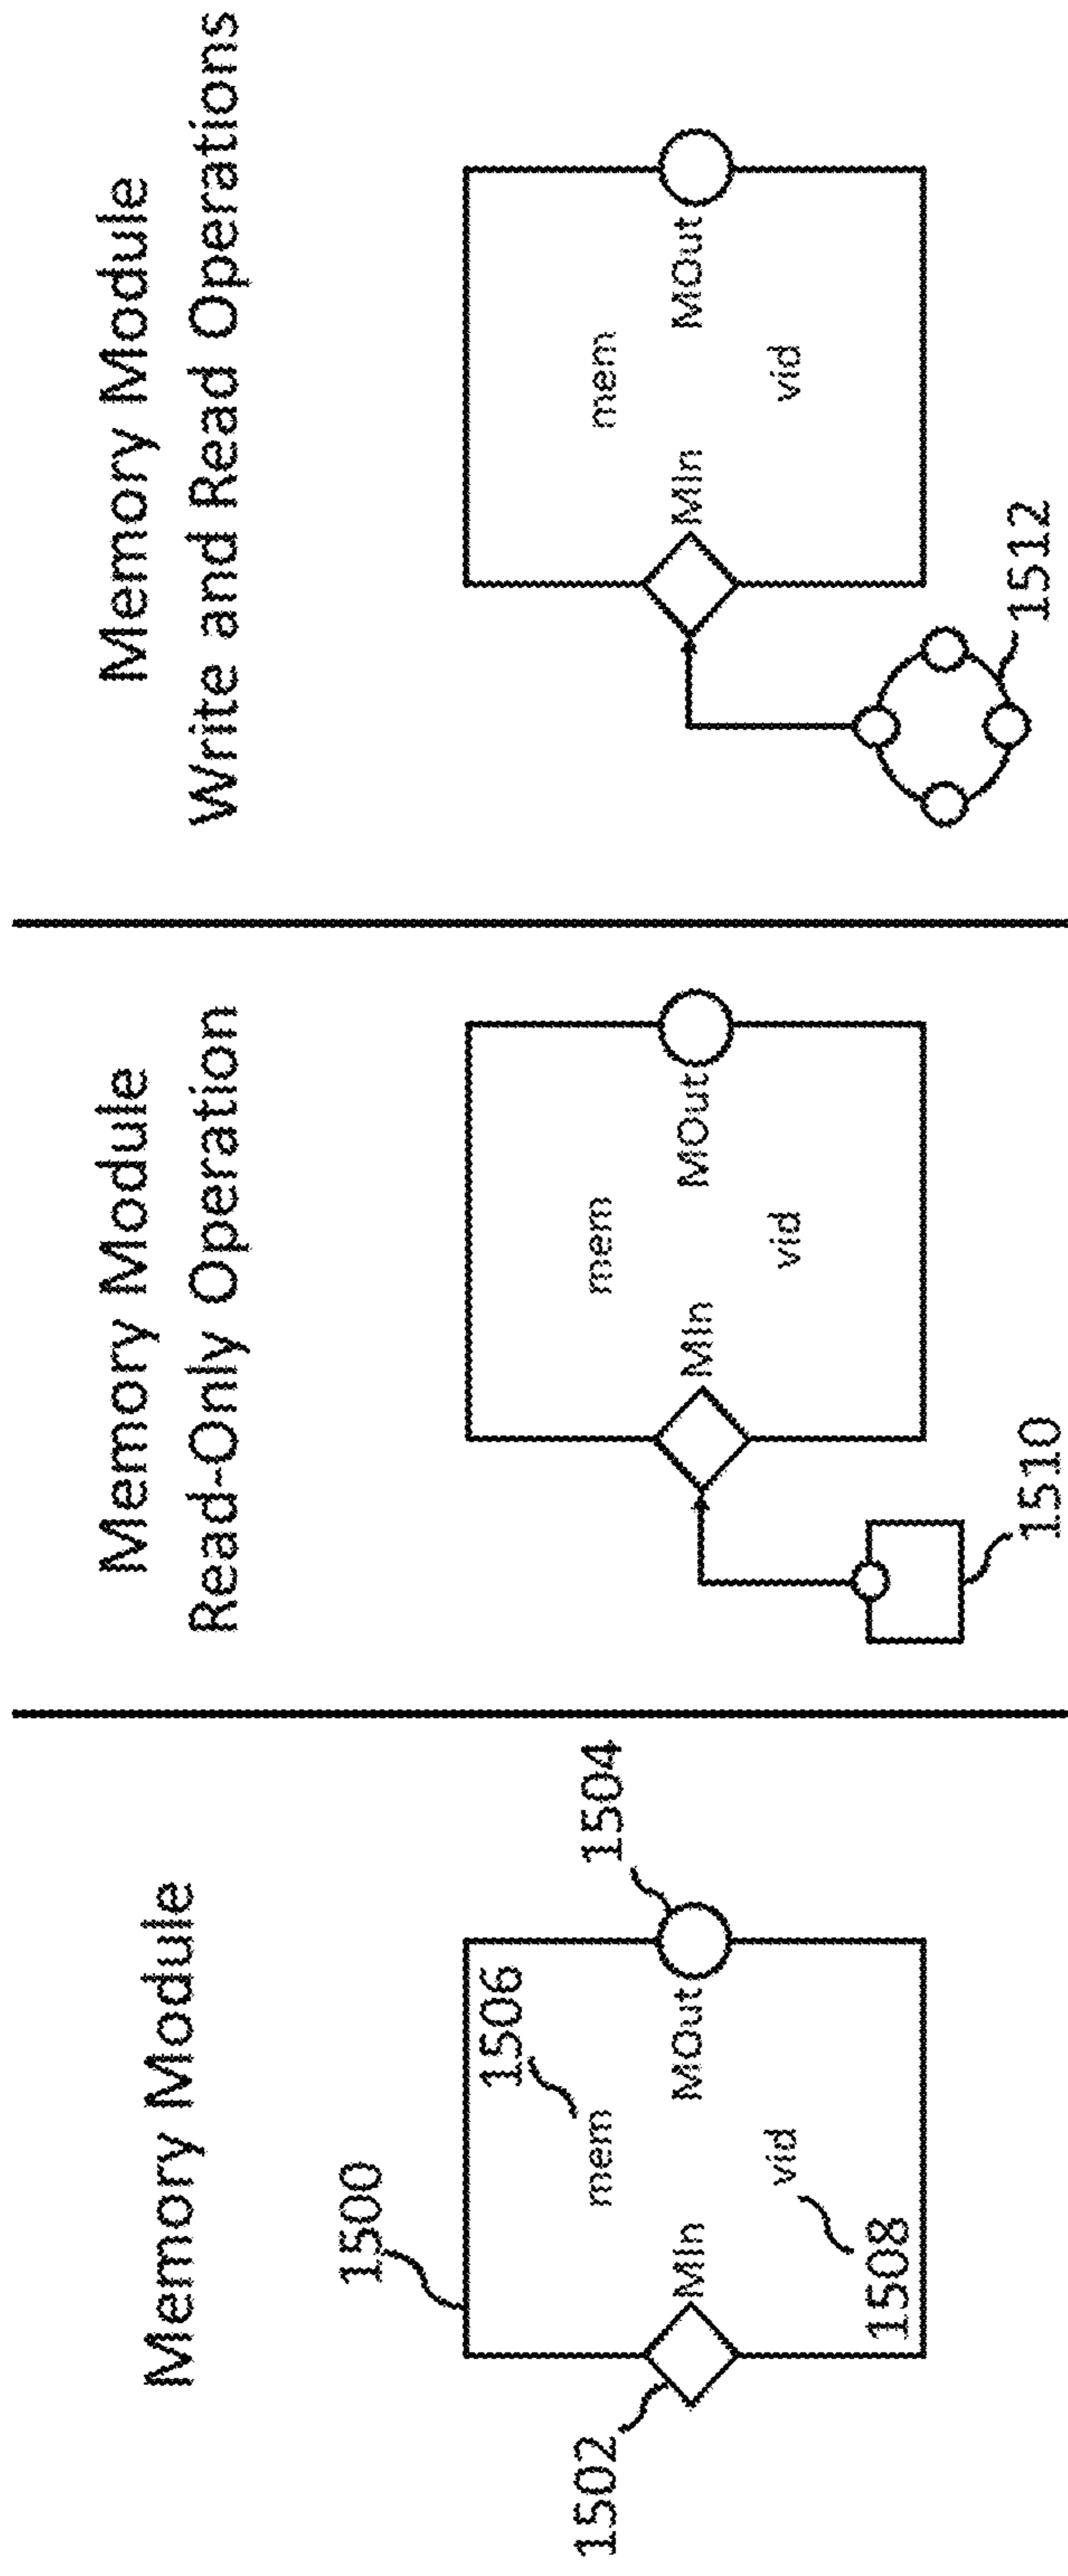 Memory Module
1500
1506
mem
1504
1502
MIn
MOut
vid
1508
Memory Module
Read-Only Operation
mem
MIn
MOut
vid
1510
Memory Module
Write and Read Operations
mem
MIn
MOut
vid
1512